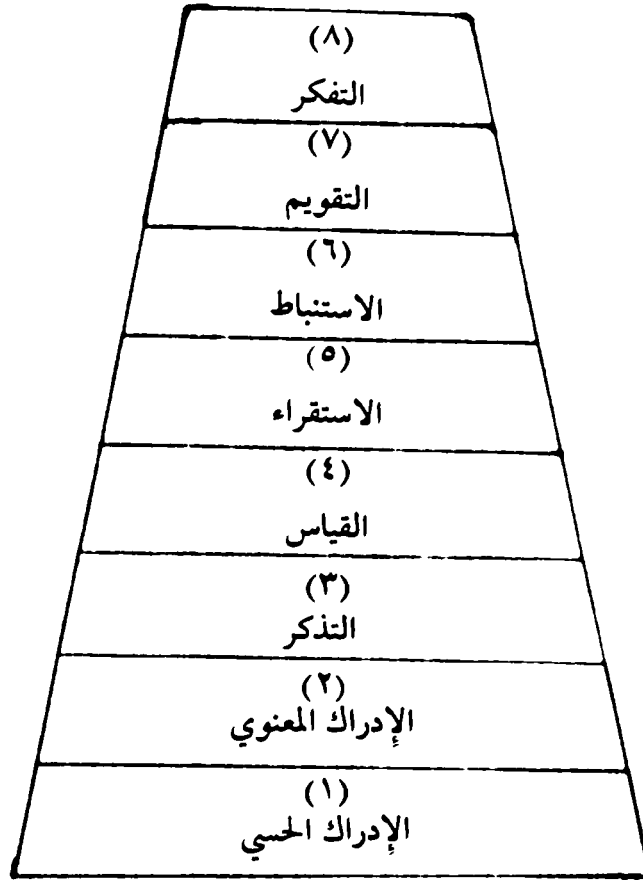 (٨)
التفكر
(٧)
التقويم
(٦)
الاستنباط
(٥)
الاستقراء
(٤)
القياس
(٣)
التذكر
(٢)
الإدراك المعنوي
(١)
الإدراك الحسي